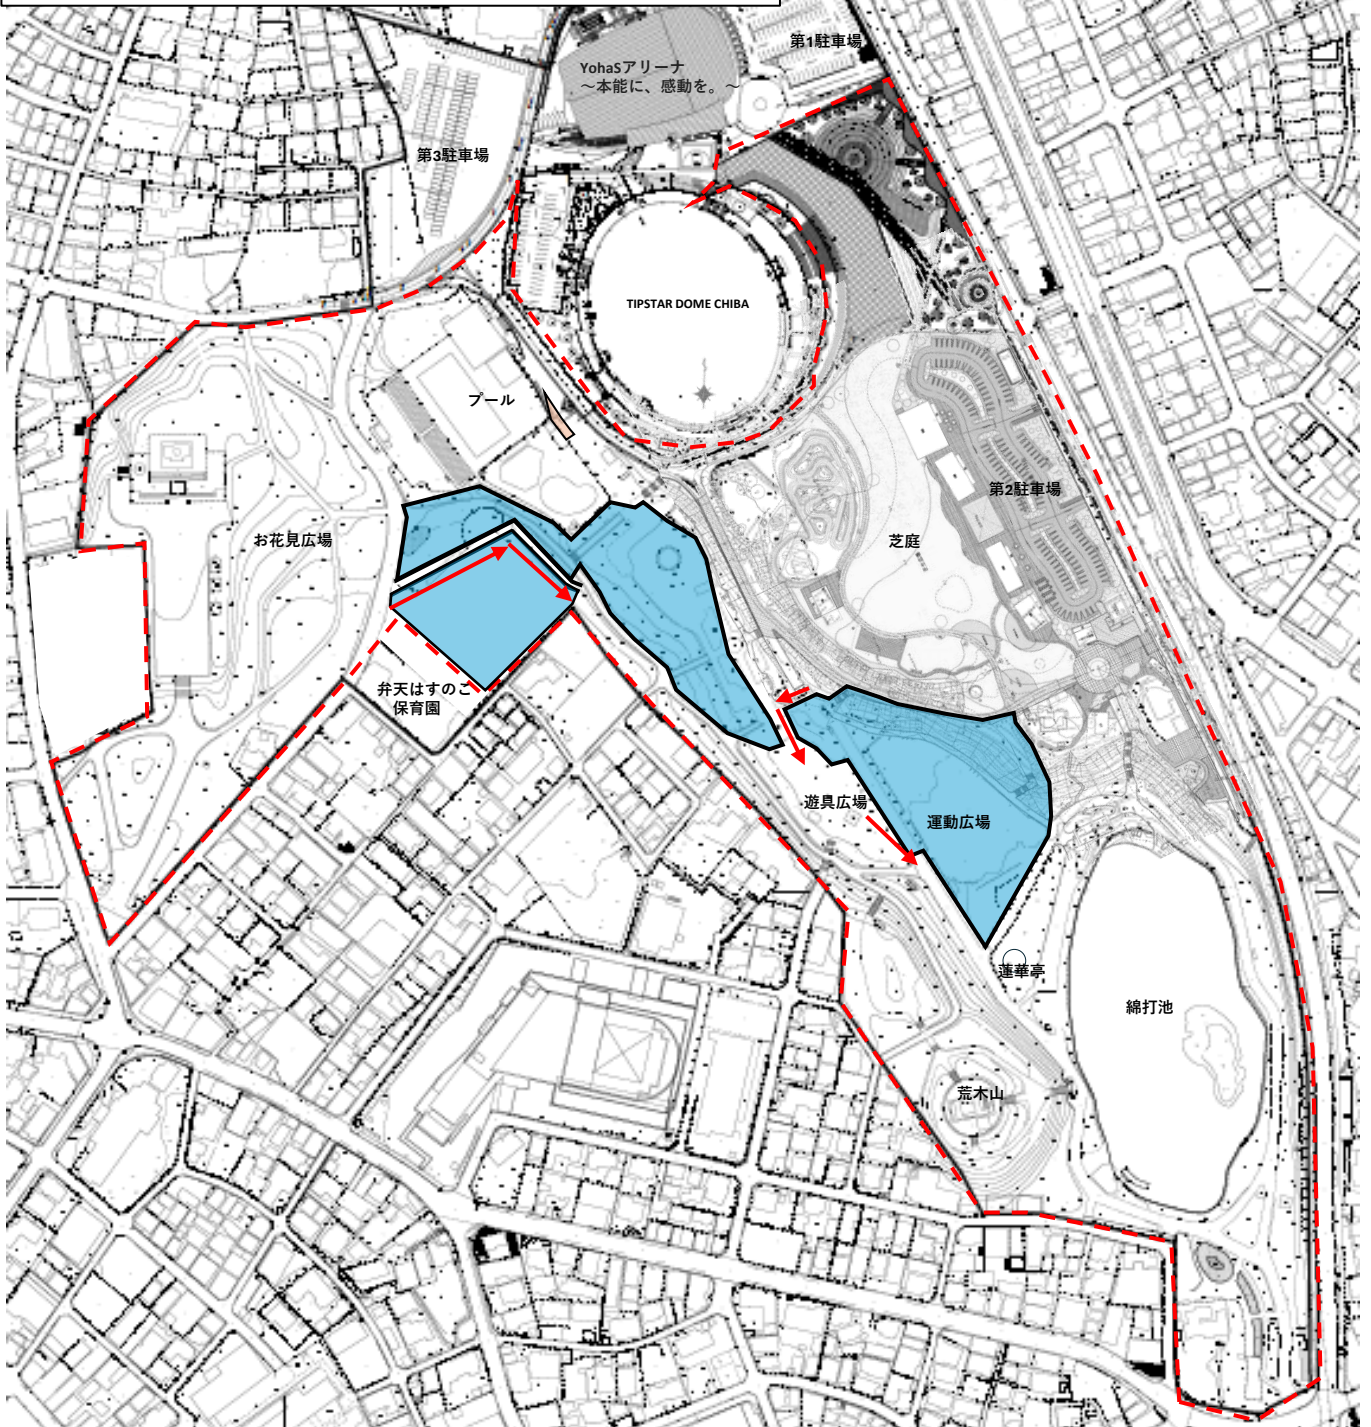 第1駐車場
YohaSアリーナ
～本能に、感動を。～
第3駐車場
TIPSTAR DOME CHIBA
プール
第2駐車場
お花見広場
芝庭
弁天はすのこ
保育園
遊具広場
運動広場
蓮華亭
綿打池
荒木山